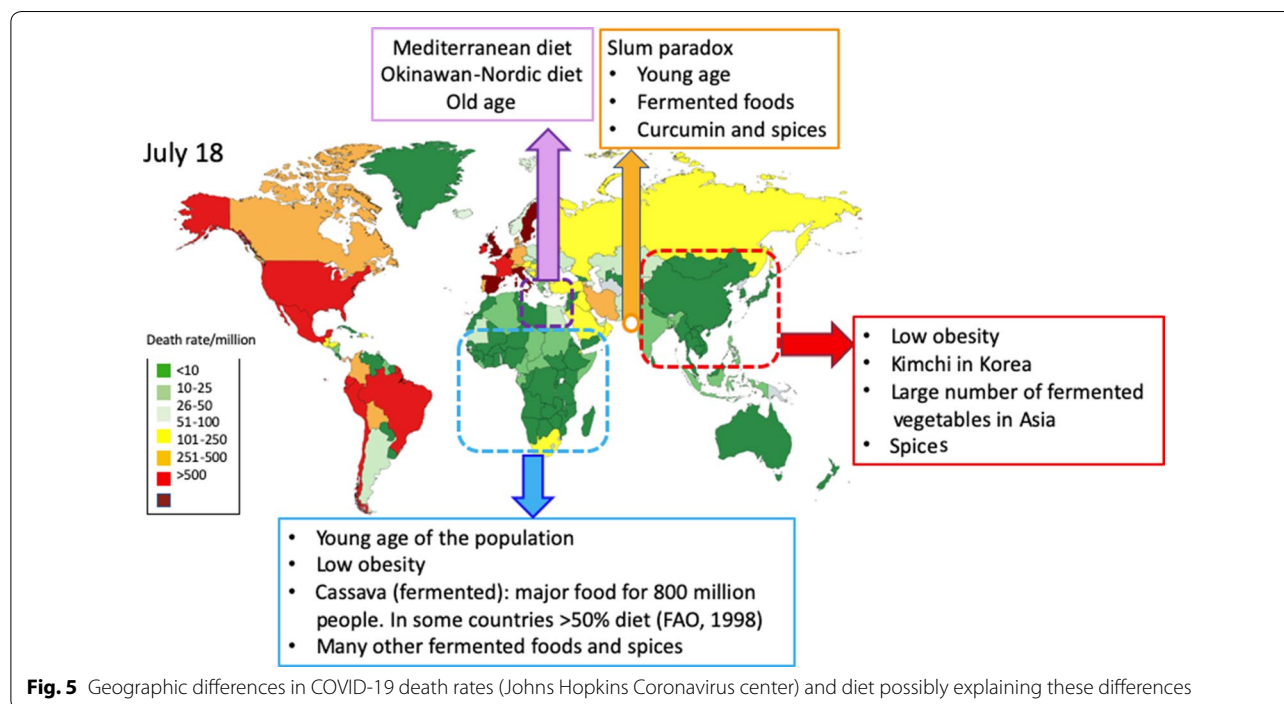 Mediterranean diet
Okinawan-Nordic diet
Old age
Slum paradox
• Young age
• Fermented foods
• Curcumin and spices
July 18
Death rate/million
<10
10-25
26-50
51-100
101-250
251-500
>500
• Low obesity
• Kimchi in Korea
• Large number of fermented
vegetables in Asia
• Spices
• Young age of the population
• Low obesity
• Cassava (fermented): major food for 800 million
people. In some countries >50% diet (FAO, 1998)
• Many other fermented foods and spices
Fig. 5 Geographic differences in COVID-19 death rates (Johns Hopkins Coronavirus center) and diet possibly explaining these differences